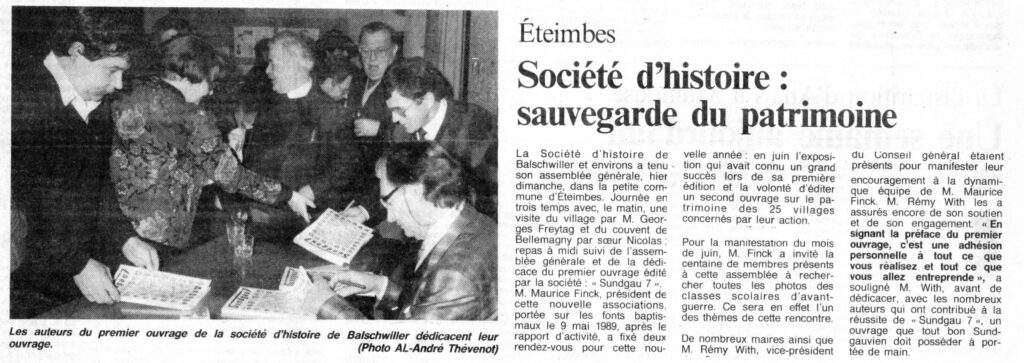 Éteimbes
Société d'histoire :
sauvegarde du patrimoine
La Société d'histoire de
Balschwiller et environs a tenu
son assemblée générale, hier
dimanche, dans la petite com-
mune d'Éteimbes. Journée en
trois temps avec, le matin, une
visite du village par M. Geor-
ges Freytag et du couvent de
Bellemagny par sœur Nicolas ;
repas à midi suivi de l'assem-
blée générale et de la dédi-
cace du premier ouvrage édité
par la société : « Sundgau 7 ».
M. Maurice Finck, président de
cette nouvelle associations,
portée sur les fonts baptis-
maux le 9 mai 1989, après le
rapport d'activité, a fixé deux
rendez-vous pour cette nou-
velle année : en juin l'exposi-
tion qui avait connu un grand
succès lors de sa première
édition et la volonté d'éditer
un second ouvrage sur le pa-
trimoine des 25 villages
concernés par leur action.
Pour la manifestation du mois
de juin, M. Finck a invité la
centaine de membres présents
à cette assemblée à recher-
cher toutes les photos des
classes scolaires d'avant-
guerre. Ce sera en effet l'un
des thèmes de cette rencontre.
De nombreux maires ainsi que
M. Rémy With, vice-président
du Conseil général étaient
présents pour manifester leur
encouragement à la dynami-
que équipe de M. Maurice
Finck. M. Rémy With les a
assurés encore de son soutien
et de son engagement. « En
signant la préface du premier
ouvrage, c'est une adhésion
personnelle à tout ce que
vous réalisez et tout ce que
vous allez entreprende », a
souligné M. With, avant de
dédicacer, avec les nombreux
auteurs qui ont contribué à la
réussite de « Sundgau 7 », un
ouvrage que tout bon Sund-
gauvien doit posséder à por-
tée de main.
Les auteurs du premier ouvrage de la société d'histoire de Balschwiller dédicacent leur
ouvrage. (Photo AL-André Thévenot)